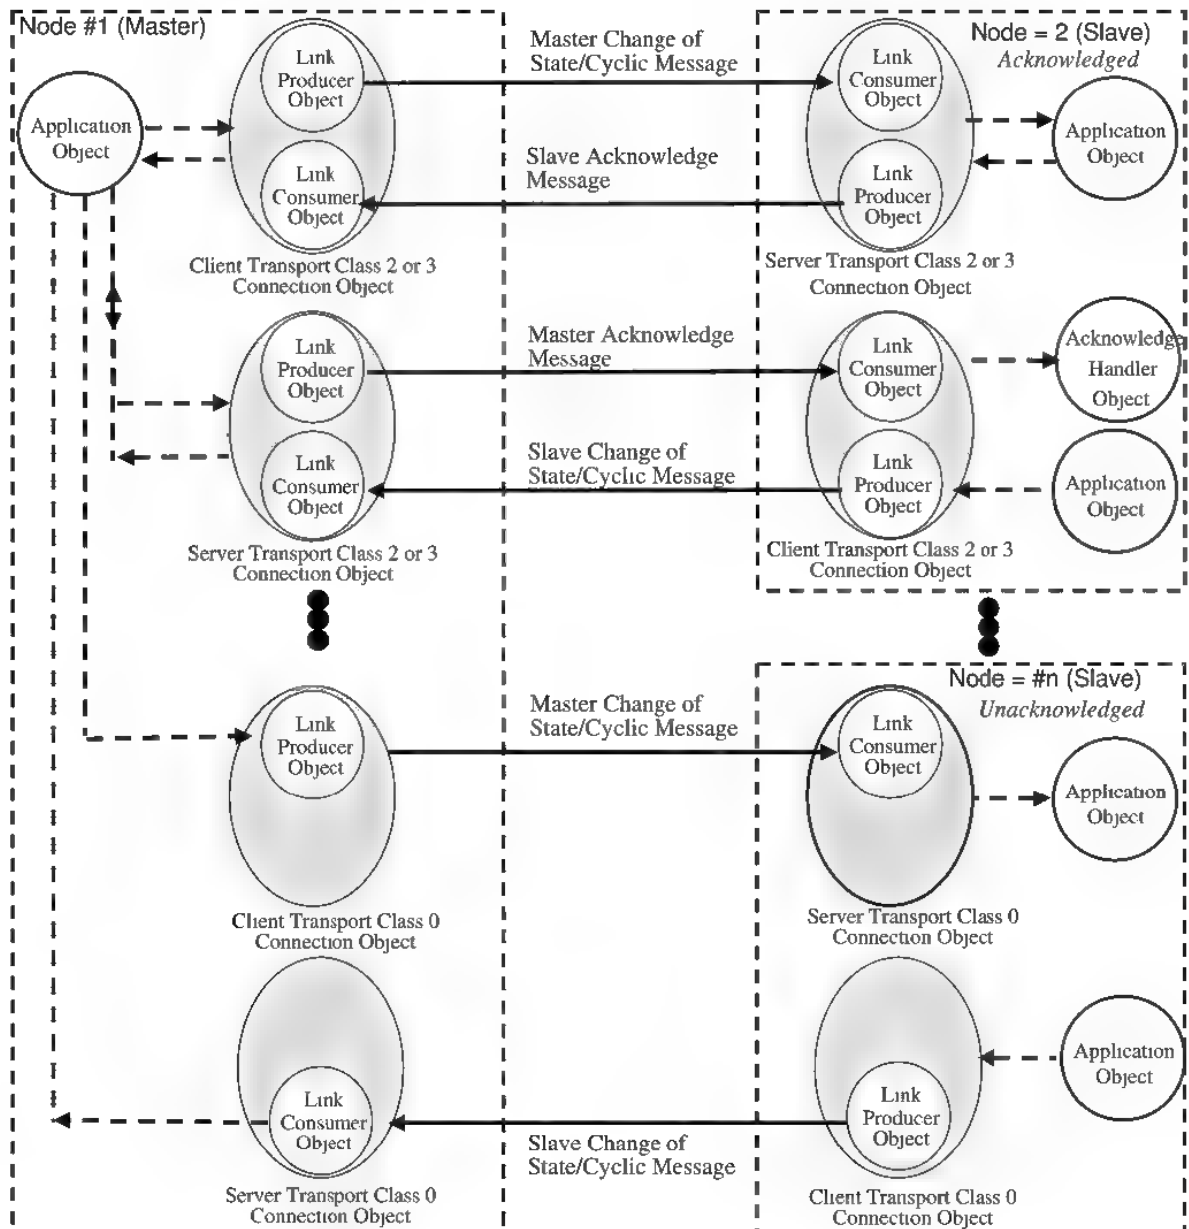 Node #1 (Master)
Application
Object
Link
Producer
Object
Link
Consumer
Object
Client Transport Class 2 or 3
Connection Object
Master Change of
State/Cyclic Message
Slave Acknowledge
Message
Node = 2 (Slave)
Acknowledged
Link
Consumer
Object
Link
Producer
Object
Server Transport Class 2 or 3
Connection Object
Application
Object
Link
Producer
Object
Link
Consumer
Object
Server Transport Class 2 or 3
Connection Object
Master Acknowledge
Message
Slave Change of
State/Cyclic Message
Link
Consumer
Object
Link
Producer
Object
Client Transport Class 2 or 3
Connection Object
Acknowledge
Handler
Object
Application
Object
Link
Producer
Object
Client Transport Class 0
Connection Object
Master Change of
State/Cyclic Message
Node = #n (Slave)
Unacknowledged
Link
Consumer
Object
Server Transport Class 0
Connection Object
Application
Object
Link
Consumer
Object
Server Transport Class 0
Connection Object
Slave Change of
State/Cyclic Message
Link
Producer
Object
Client Transport Class 0
Connection Object
Application
Object